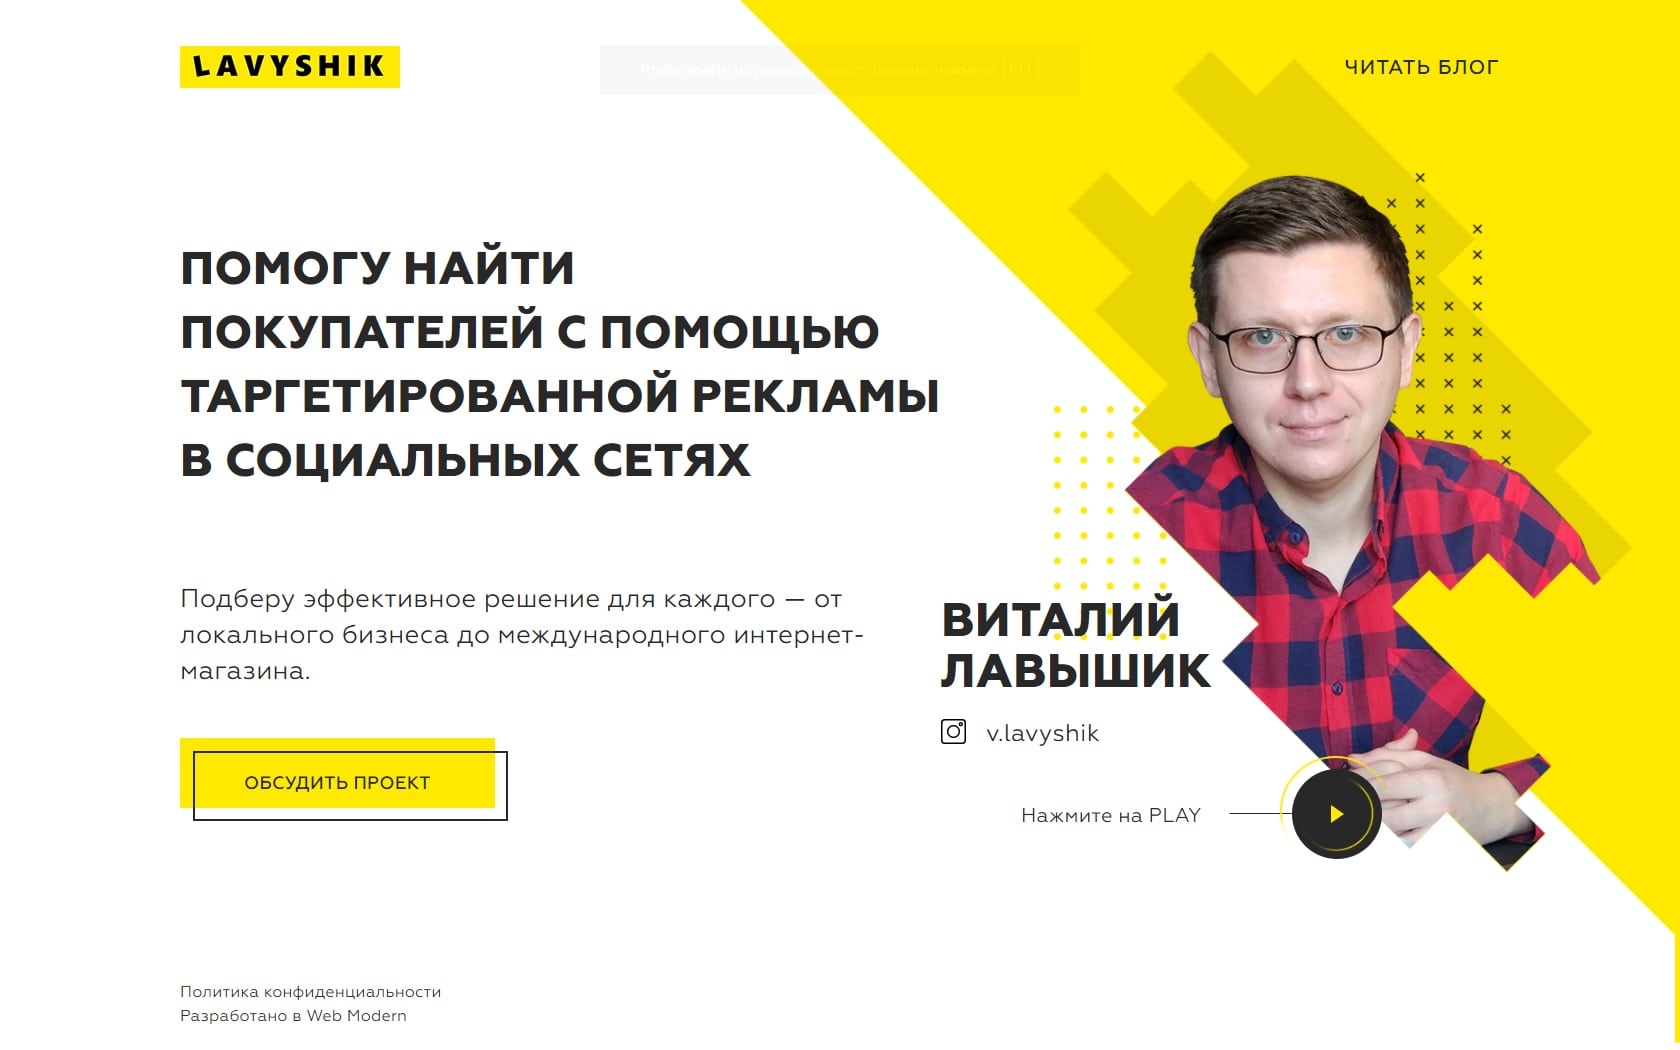 LAVYSHIK
Чтобы выйти из полноэкранного режима, нажмите F11
ЧИТАТЬ БЛОГ
ПОМОГУ НАЙТИ
ПОКУПАТЕЛЕЙ С ПОМОЩЬЮ
ТАРГЕТИРОВАННОЙ РЕКЛАМЫ
В СОЦИАЛЬНЫХ СЕТЯХ
Подберу эффективное решение для каждого — от
локального бизнеса до международного интернет-
магазина.
ОБСУДИТЬ ПРОЕКТ
ВИТАЛИЙ
ЛАВЫШИК
v.lavyshik
Нажмите на PLAY
Политика конфиденциальности
Разработано в Web Modern